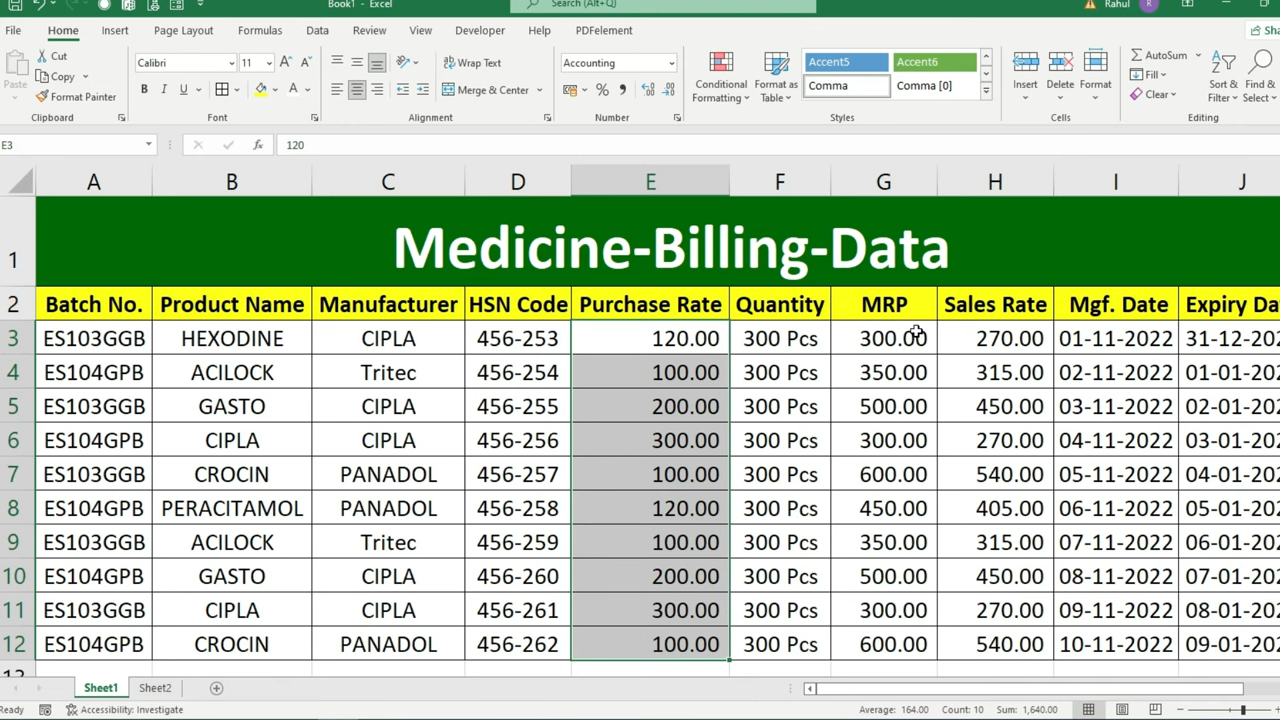 Book1 - Excel
Search (Alt+Q)
Rahul
R
File Home Insert Page Layout Formulas Data Review View Developer Help PDFelement
Cut
Copy
Format Painter
Paste
Clipboard
Calibri 11
B I U
Font
Wrap Text
Merge & Center
Alignment
Accounting
Number
Conditional Formatting
Format as Table
Accent5 Accent6
Comma Comma [0]
Styles
Insert Delete Format
Cells
AutoSum
Fill
Clear
Sort & Filter
Find & Select
Editing
E3 120
A B C D E F G H I J
1 Medicine-Billing-Data
2 Batch No. Product Name Manufacturer HSN Code Purchase Rate Quantity MRP Sales Rate Mgf. Date Expiry Da
3 ES103GGB HEXODINE CIPLA 456-253 120.00 300 Pcs 300.00 270.00 01-11-2022 31-12-202
4 ES104GPB ACILOCK Tritec 456-254 100.00 300 Pcs 350.00 315.00 02-11-2022 01-01-202
5 ES103GGB GASTO CIPLA 456-255 200.00 300 Pcs 500.00 450.00 03-11-2022 02-01-202
6 ES104GPB CIPLA CIPLA 456-256 300.00 300 Pcs 300.00 270.00 04-11-2022 03-01-202
7 ES103GGB CROCIN PANADOL 456-257 100.00 300 Pcs 600.00 540.00 05-11-2022 04-01-202
8 ES104GPB PERACITAMOL PANADOL 456-258 120.00 300 Pcs 450.00 405.00 06-11-2022 05-01-202
9 ES103GGB ACILOCK Tritec 456-259 100.00 300 Pcs 350.00 315.00 07-11-2022 06-01-202
10 ES104GPB GASTO CIPLA 456-260 200.00 300 Pcs 500.00 450.00 08-11-2022 07-01-202
11 ES103GGB CIPLA CIPLA 456-261 300.00 300 Pcs 300.00 270.00 09-11-2022 08-01-202
12 ES104GPB CROCIN PANADOL 456-262 100.00 300 Pcs 600.00 540.00 10-11-2022 09-01-202
Sheet1 Sheet2
Ready Accessibility: Investigate Average: 164.00 Count: 10 Sum: 1,640.00